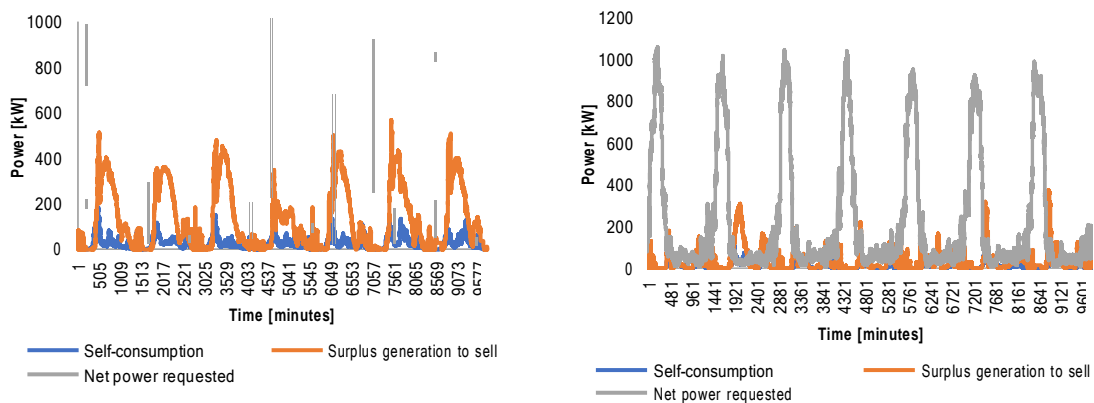 1000
800
600
400
200
0
Power [kW]
1 505 1009 1513 2017 2521 3025 3529 4033 4537 5041 5545 6049 6553 7057 7561 8065 8569 9073 9577
Time [minutes]
Self-consumption
Surplus generation to sell
Net power requested
1200
1000
800
600
400
200
0
Power [kW]
1 481 961 1441 1921 2401 2881 3361 3841 4321 4801 5281 5761 6241 6721 7201 7681 8161 8641 9121 9601
Time [minutes]
Self-consumption
Surplus generation to sell
Net power requested